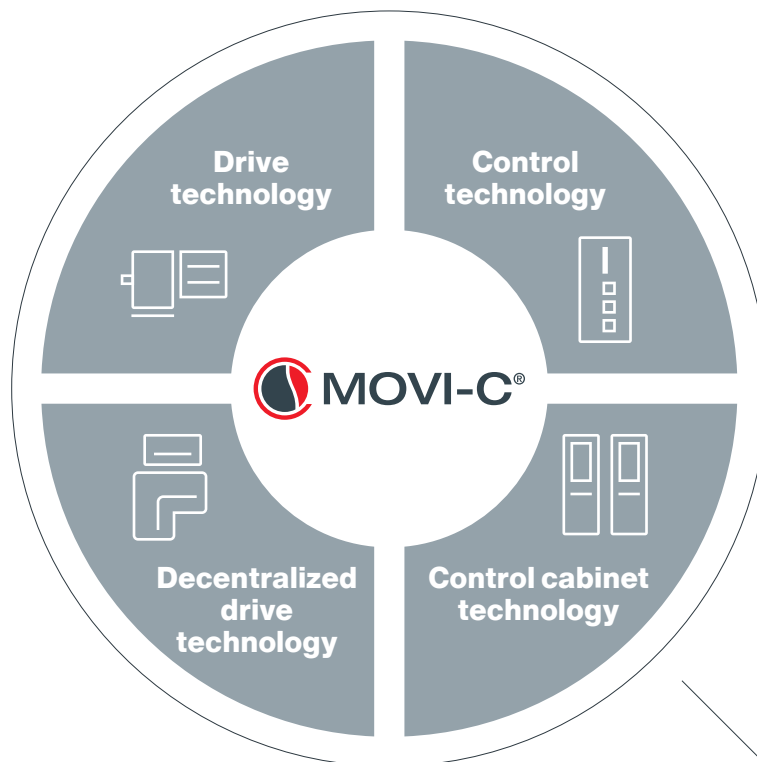 Drive
technology
Control
technology
MOVI-C®
Decentralized
drive
technology
Control cabinet
technology